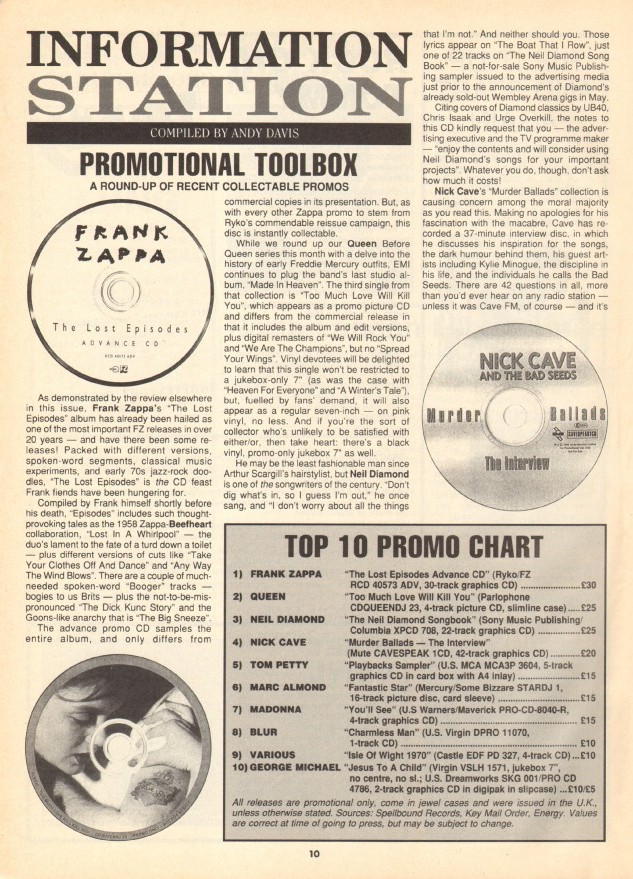 INFORMATION
STATION
COMPILED BY ANDY DAVIS
PROMOTIONAL TOOLBOX
A ROUND-UP OF RECENT COLLECTABLE PROMOS
FRANK
ZAPPA
The Lost Episodes
ADVANCE CD
RCD 40573 ADV
As demonstrated by the review elsewhere
in this issue, Frank Zappa's "The Lost
Episodes" album has already been hailed as
one of the most important FZ releases in over
20 years — and have there been some re-
leases! Packed with different versions,
spoken-word segments, classical music
experiments, and early 70s jazz-rock doo-
dles, "The Lost Episodes" is the CD feast
Frank fiends have been hungering for.
Compiled by Frank himself shortly before
his death, "Episodes" includes such thought-
provoking tales as the 1958 Zappa-Beefheart
collaboration, "Lost In A Whirlpool" — the
duo's lament to the fate of a turd down a toilet
— plus different versions of cuts like "Take
Your Clothes Off And Dance" and "Any Way
The Wind Blows". There are a couple of much-
needed spoken-word "Booger" tracks —
bogies to us Brits — plus the not-to-be-mis-
pronounced "The Dick Kunc Story" and the
Goons-like anarchy that is "The Big Sneeze".
The advance promo CD samples the
entire album, and only differs from
commercial copies in its presentation. But, as
with every other Zappa promo to stem from
Ryko's commendable reissue campaign, this
disc is instantly collectable.
While we round up our Queen Before
Queen series this month with a delve into the
history of early Freddie Mercury outfits, EMI
continues to plug the band's last studio al-
bum, "Made In Heaven". The third single from
that collection is "Too Much Love Will Kill
You", which appears as a promo picture CD
and differs from the commercial release in
that it includes the album and edit versions,
plus digital remasters of "We Will Rock You"
and "We Are The Champions", but no "Spread
Your Wings". Vinyl devotees will be delighted
to learn that this single won't be restricted to
a jukebox-only 7" (as was the case with
"Heaven For Everyone" and "A Winter's Tale"),
but, fuelled by fans' demand, it will also
appear as a regular seven-inch — on pink
vinyl, no less. And if you're the sort of
collector who's unlikely to be satisfied with
either/or, then take heart: there's a black
vinyl, promo-only jukebox 7" as well.
He may be the least fashionable man since
Arthur Scargill's hairstylist, but Neil Diamond
is one of the songwriters of the century. "Don't
dig what's in, so I guess I'm out," he once
sang, and "I don't worry about all the things
that I'm not." And neither should you. Those
lyrics appear on "The Boat That I Row", just
one of 22 tracks on "The Neil Diamond Song
Book" — a not-for-sale Sony Music Publish-
ing sampler issued to the advertising media
just prior to the announcement of Diamond's
already sold-out Wembley Arena gigs in May.
Citing covers of Diamond classics by UB40,
Chris Isaak and Urge Overkill, the notes to
this CD kindly request that you — the adver-
tising executive and the TV programme maker
— "enjoy the contents and will consider using
Neil Diamond's songs for your important
projects". Whatever you do, though, don't ask
how much it costs!
Nick Cave's "Murder Ballads" collection is
causing concern among the moral majority
as you read this. Making no apologies for his
fascination with the macabre, Cave has re-
corded a 37-minute interview disc, in which
he discusses his inspiration for the songs,
the dark humour behind them, his guest art-
ists including Kylie Minogue, the discipline in
his life, and the individuals he calls the Bad
Seeds. There are 42 questions in all, more
than you'd ever hear on any radio station —
unless it was Cave FM, of course — and it's
NICK CAVE
AND THE BAD SEEDS
Murder Ballads
The Interview
TOP 10 PROMO CHART
1) FRANK ZAPPA "The Lost Episodes Advance CD" (Ryko/FZ
RCD 40573 ADV, 30-track graphics CD) ..................£30
2) QUEEN "Too Much Love Will Kill You" (Parlophone
CDQUEENDJ 23, 4-track picture CD, slimline case) ....£25
3) NEIL DIAMOND "The Neil Diamond Songbook" (Sony Music Publishing/
Columbia XPCD 708, 22-track graphics CD) ..............£25
4) NICK CAVE "Murder Ballads — The Interview"
(Mute CAVESPEAK 1CD, 42-track graphics CD) ..........£20
5) TOM PETTY "Playbacks Sampler" (U.S. MCA MCA3P 3604, 5-track
graphics CD in card box with A4 inlay) ..................£15
6) MARC ALMOND "Fantastic Star" (Mercury/Some Bizzare STARDJ 1,
16-track picture disc, card sleeve) ......................£15
7) MADONNA "You'll See" (U.S Warners/Maverick PRO-CD-8040-R,
4-track graphics CD) ..................................£15
8) BLUR "Charmless Man" (U.S. Virgin DPRO 11070,
1-track CD) ..........................................£10
9) VARIOUS "Isle Of Wight 1970" (Castle EDF PD 327, 4-track CD)...£10
10) GEORGE MICHAEL "Jesus To A Child" (Virgin VSLH 1571, jukebox 7",
no centre, no sl.; U.S. Dreamworks SKG 001/PRO CD
4786, 2-track graphics CD in digipak in slipcase) ...£10/£5
All releases are promotional only, come in jewel cases and were issued in the U.K.,
unless otherwise stated. Sources: Spellbound Records, Key Mail Order, Energy. Values
are correct at time of going to press, but may be subject to change.
10